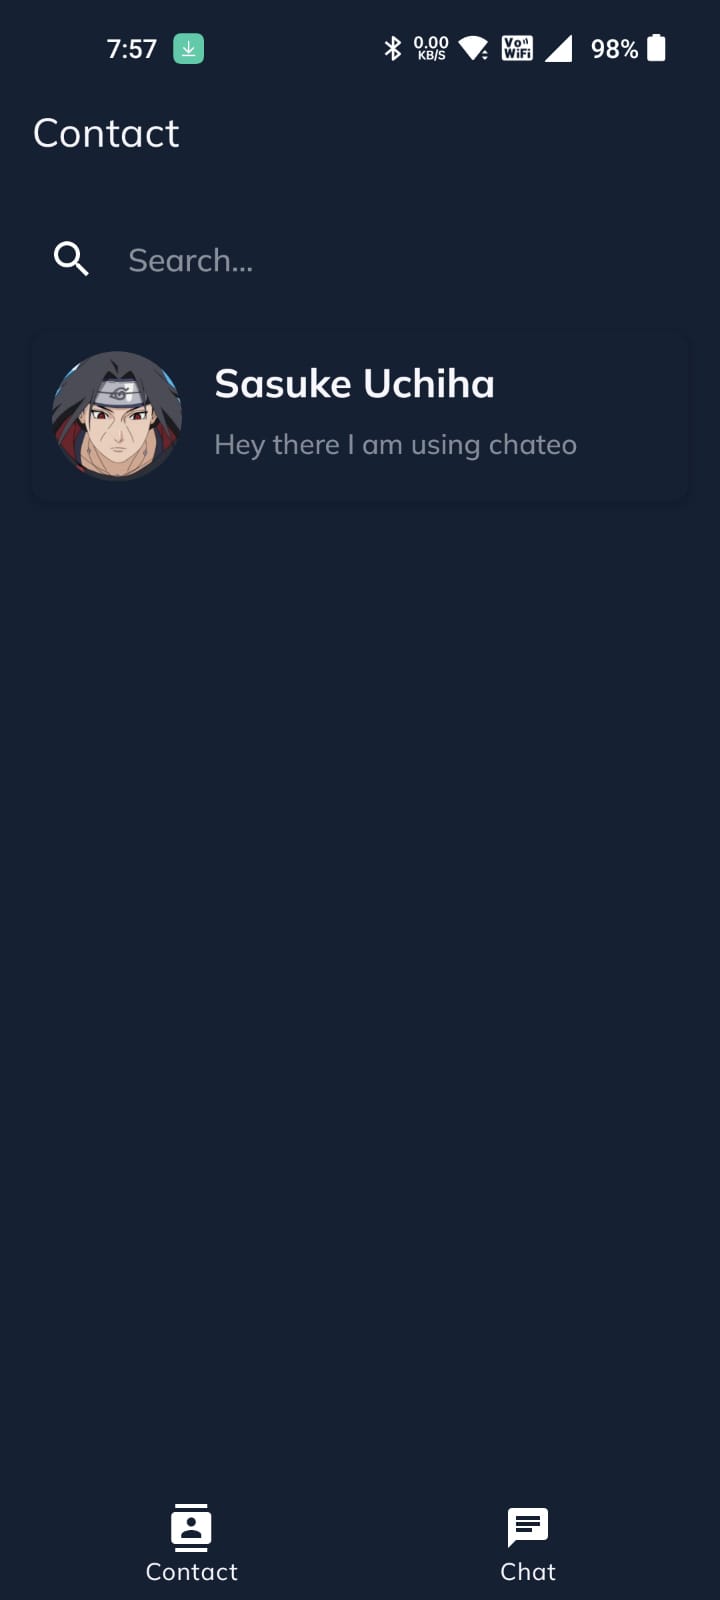 7:57
0.00
KB/S
Vo
WiFi
98%
Contact
Search...
Sasuke Uchiha
Hey there I am using chateo
Contact
Chat